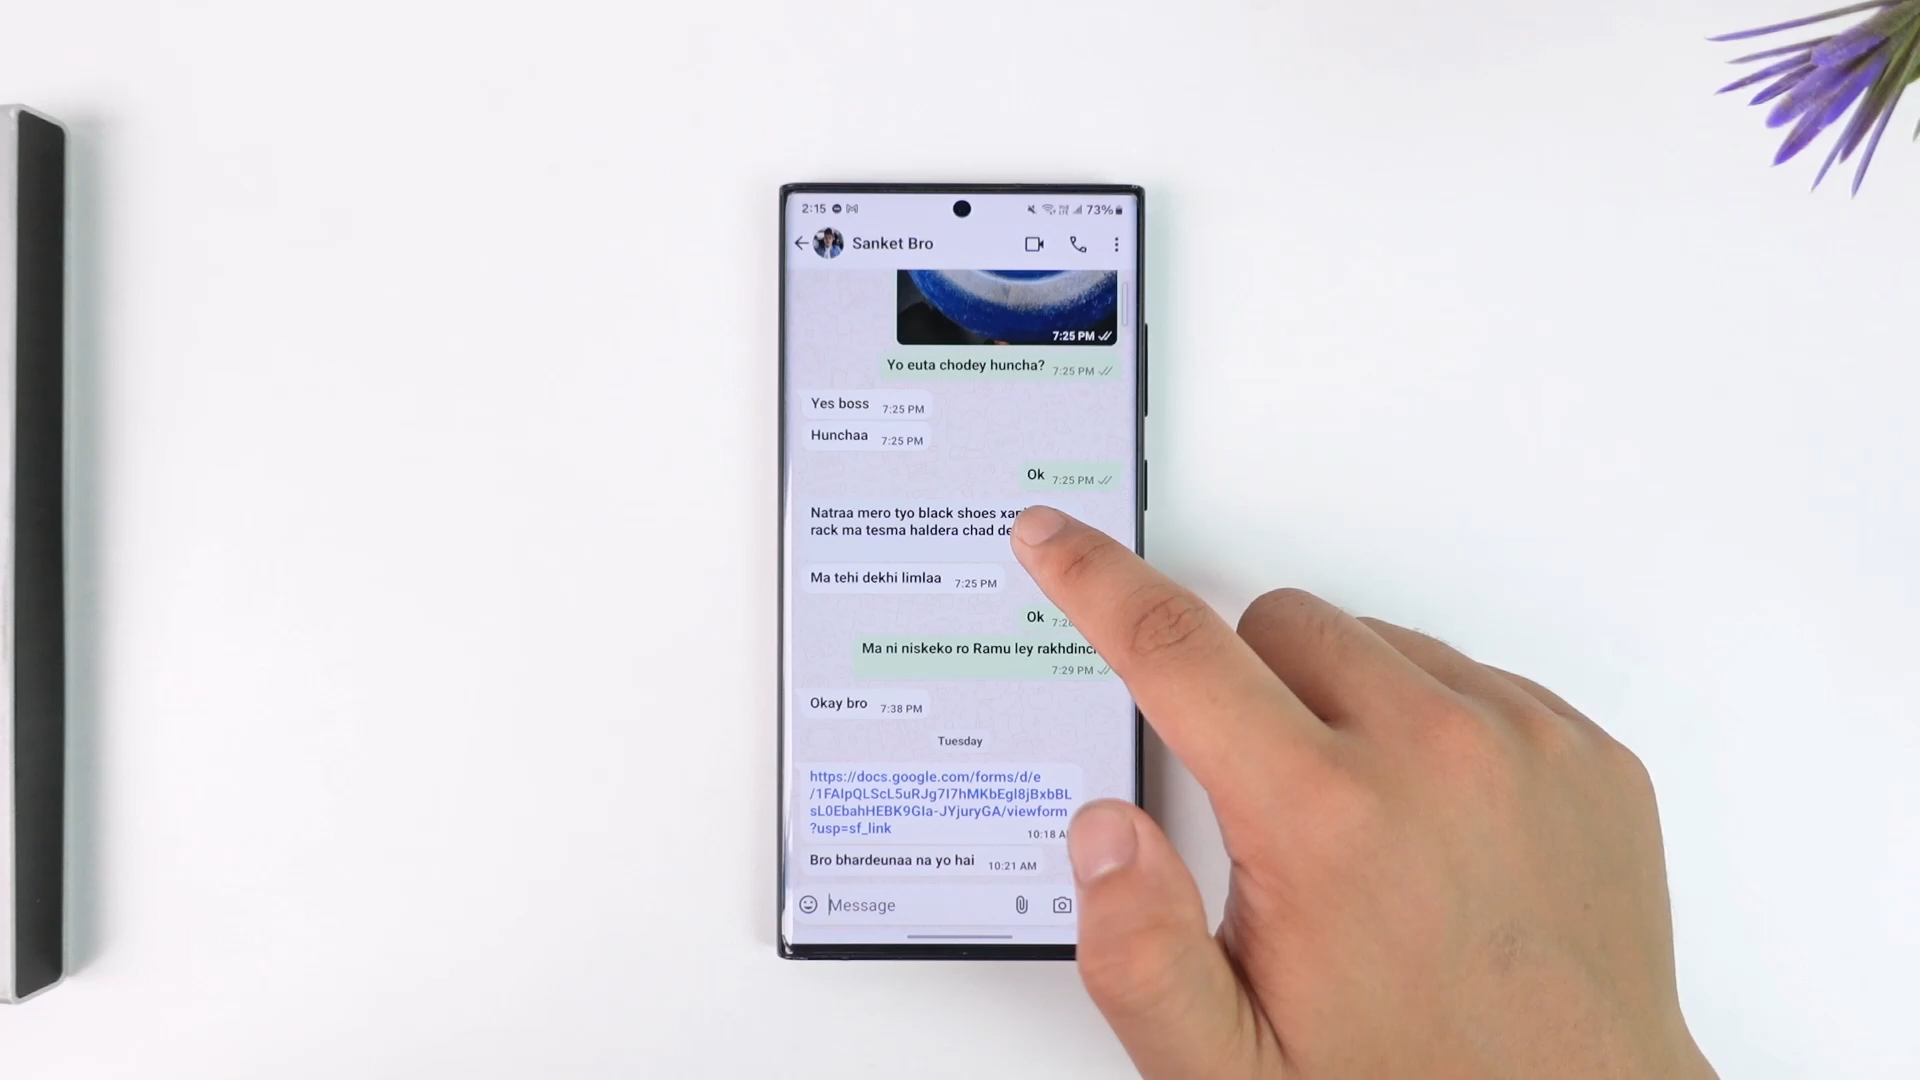 2:15 73%
Sanket Bro
7:25 PM
Yo euta chodey huncha? 7:25 PM
Yes boss 7:25 PM
Hunchaa 7:25 PM
Ok 7:25 PM
Natraa mero tyo black shoes
rack ma tesma haldera chad
Ma tehi dekhi limlaa 7:25 PM
Ok
Ma ni niskeko ro Ramu ley
7:29 PM
Okay bro 7:38 PM
Tuesday
https://docs.google.com/forms/d/e
/1FAIpQLScL5uRJg7I7hMKbEgl8jBxbBL
sL0EbahHEBK9GIa-JYjuryGA/viewform
?usp=sf_link
10:18
Bro bhardeunaa na yo hai 10:21 AM
Message